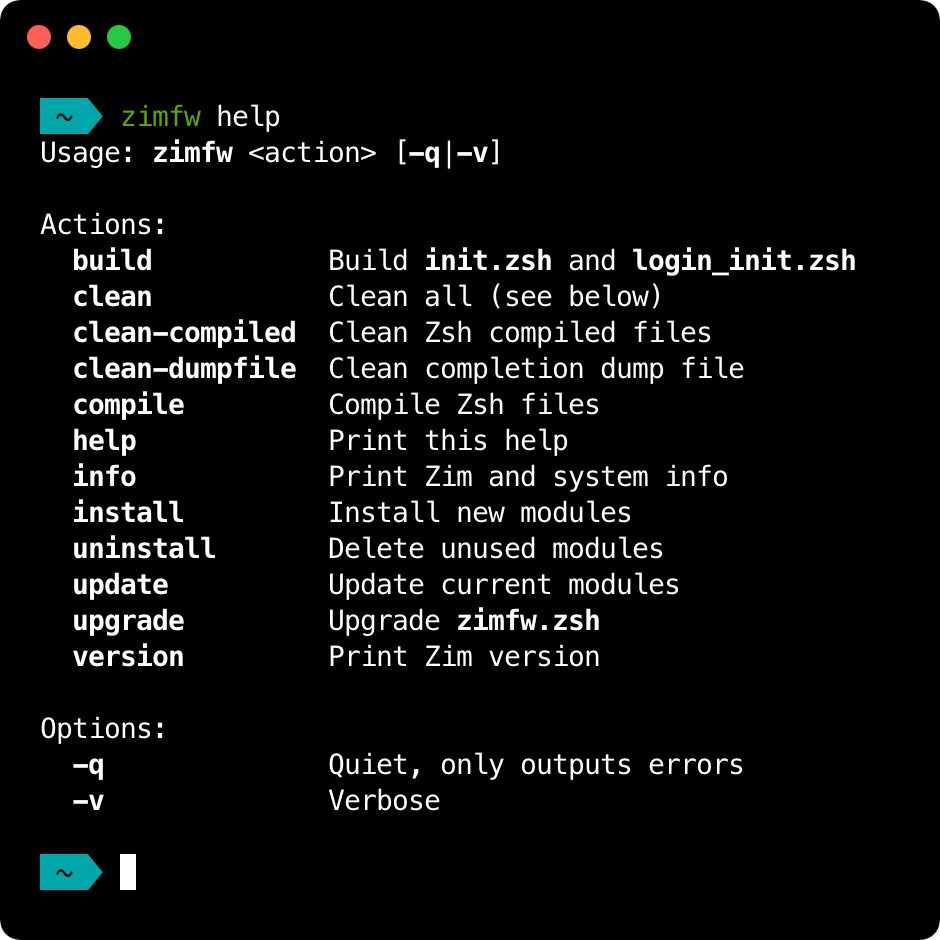 ~ zimfw help
Usage: zimfw <action> [-q|-v]

Actions:
  build           Build init.zsh and login_init.zsh
  clean           Clean all (see below)
  clean-compiled  Clean Zsh compiled files
  clean-dumpfile  Clean completion dump file
  compile         Compile Zsh files
  help            Print this help
  info            Print Zim and system info
  install         Install new modules
  uninstall       Delete unused modules
  update          Update current modules
  upgrade         Upgrade zimfw.zsh
  version         Print Zim version

Options:
  -q              Quiet, only outputs errors
  -v              Verbose

~